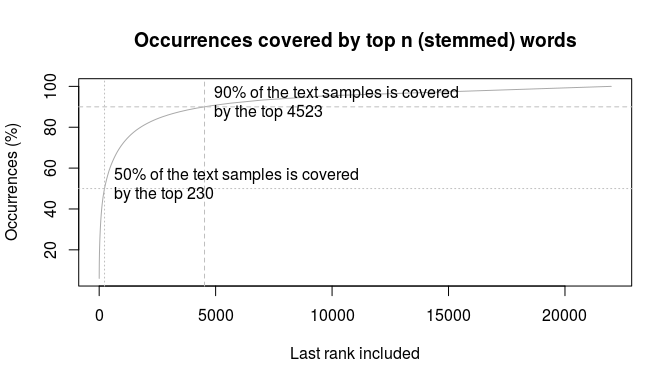 Occurrences covered by top n (stemmed) words
Occurrences (%)
100
80
60
40
20
90% of the text samples is covered
by the top 4523
50% of the text samples is covered
by the top 230
0 5000 10000 15000 20000
Last rank included